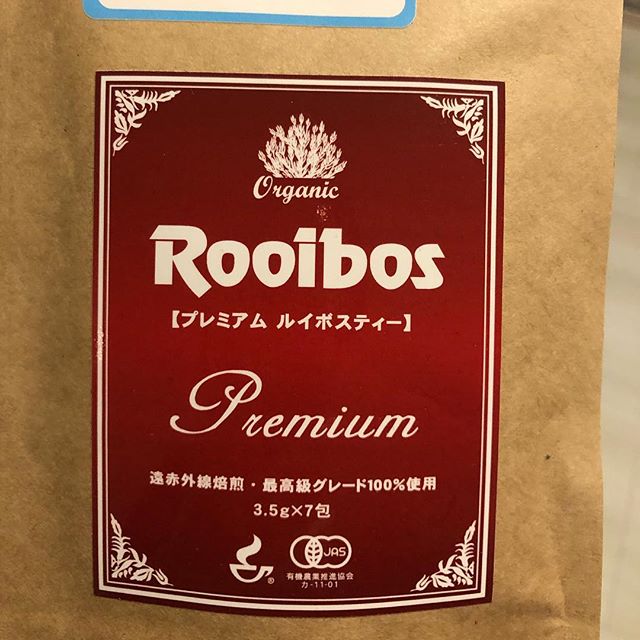 Organic
Rooibos
【プレミアム ルイボスティー】
Premium
遠赤外線焙煎・最高級グレード100%使用
3.5g×7包
®
JAS
有機農業推進協会
カ-11-01